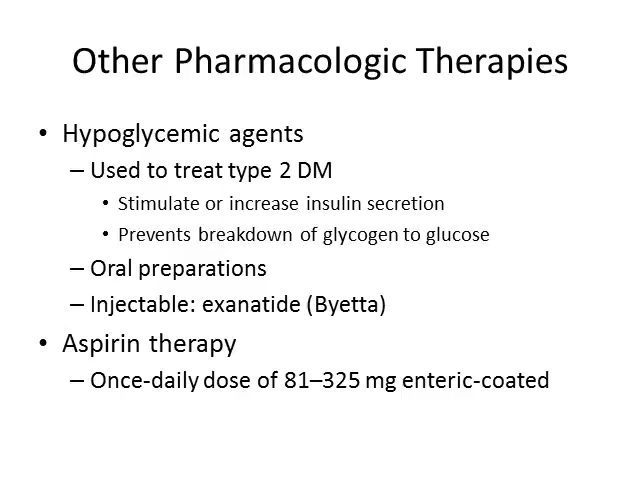 Other Pharmacologic Therapies
• Hypoglycemic agents
– Used to treat type 2 DM
• Stimulate or increase insulin secretion
• Prevents breakdown of glycogen to glucose
– Oral preparations
– Injectable: exanatide (Byetta)
• Aspirin therapy
– Once-daily dose of 81–325 mg enteric-coated